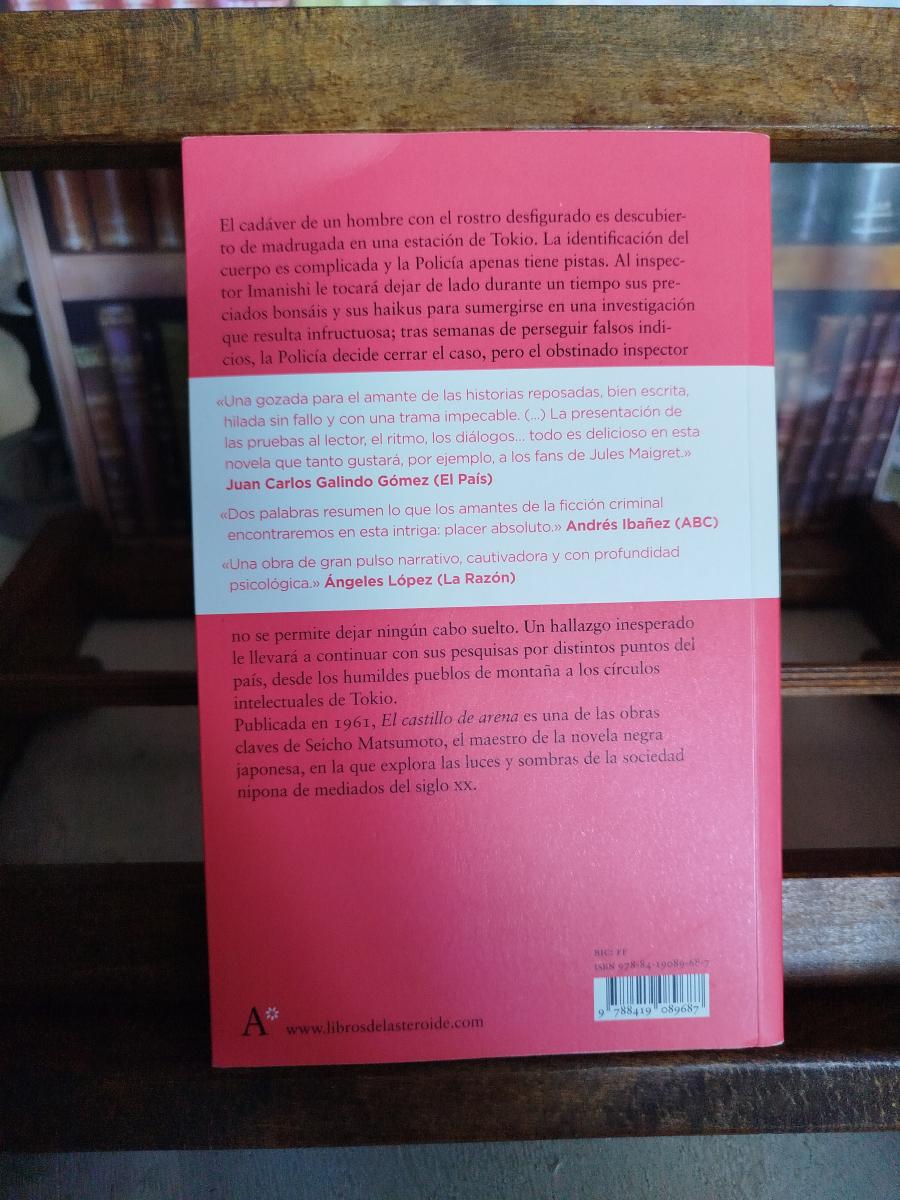 El cadáver de un hombre con el rostro desfigurado es descubier-
to de madrugada en una estación de Tokio. La identificación del
cuerpo es complicada y la Policía apenas tiene pistas. Al inspec-
tor Imanishi le tocará dejar de lado durante un tiempo sus pre-
ciados bonsáis y sus haikus para sumergirse en una investigación
que resulta infructuosa; tras semanas de perseguir falsos indi-
cios, la Policía decide cerrar el caso, pero el obstinado inspector
«Una gozada para el amante de las historias reposadas, bien escrita,
hilada sin fallo y con una trama impecable. (...) La presentación de
las pruebas al lector, el ritmo, los diálogos... todo es delicioso en esta
novela que tanto gustará, por ejemplo, a los fans de Jules Maigret.»
Juan Carlos Galindo Gómez (El País)
«Dos palabras resumen lo que los amantes de la ficción criminal
encontraremos en esta intriga: placer absoluto.» Andrés Ibañez (ABC)
«Una obra de gran pulso narrativo, cautivadora y con profundidad
psicológica.» Ángeles López (La Razón)
no se permite dejar ningún cabo suelto. Un hallazgo inesperado
le llevará a continuar con sus pesquisas por distintos puntos del
país, desde los humildes pueblos de montaña a los círculos
intelectuales de Tokio.
Publicada en 1961, El castillo de arena es una de las obras
claves de Seicho Matsumoto, el maestro de la novela negra
japonesa, en la que explora las luces y sombras de la sociedad
nipona de mediados del siglo XX.
BIC: FF
ISBN 978-84-19089-68-7
9 788419 089687
A* www.librosdelasteroide.com